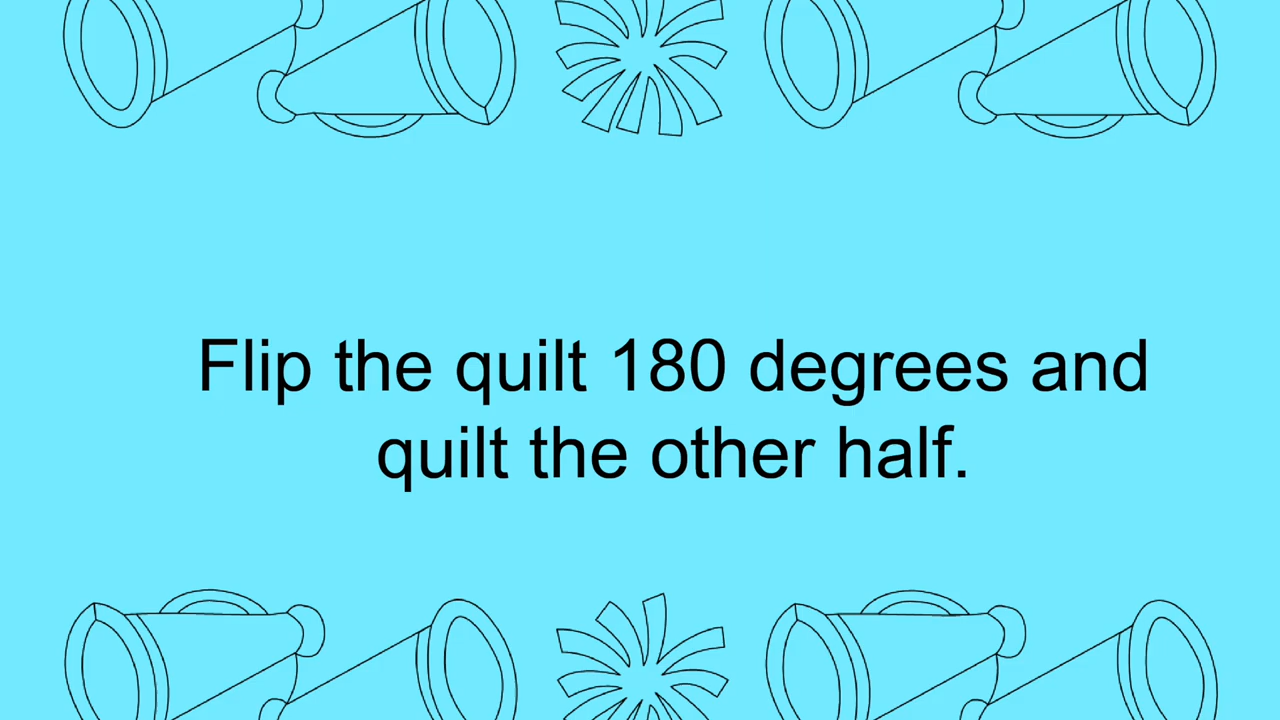 Flip the quilt 180 degrees and
quilt the other half.